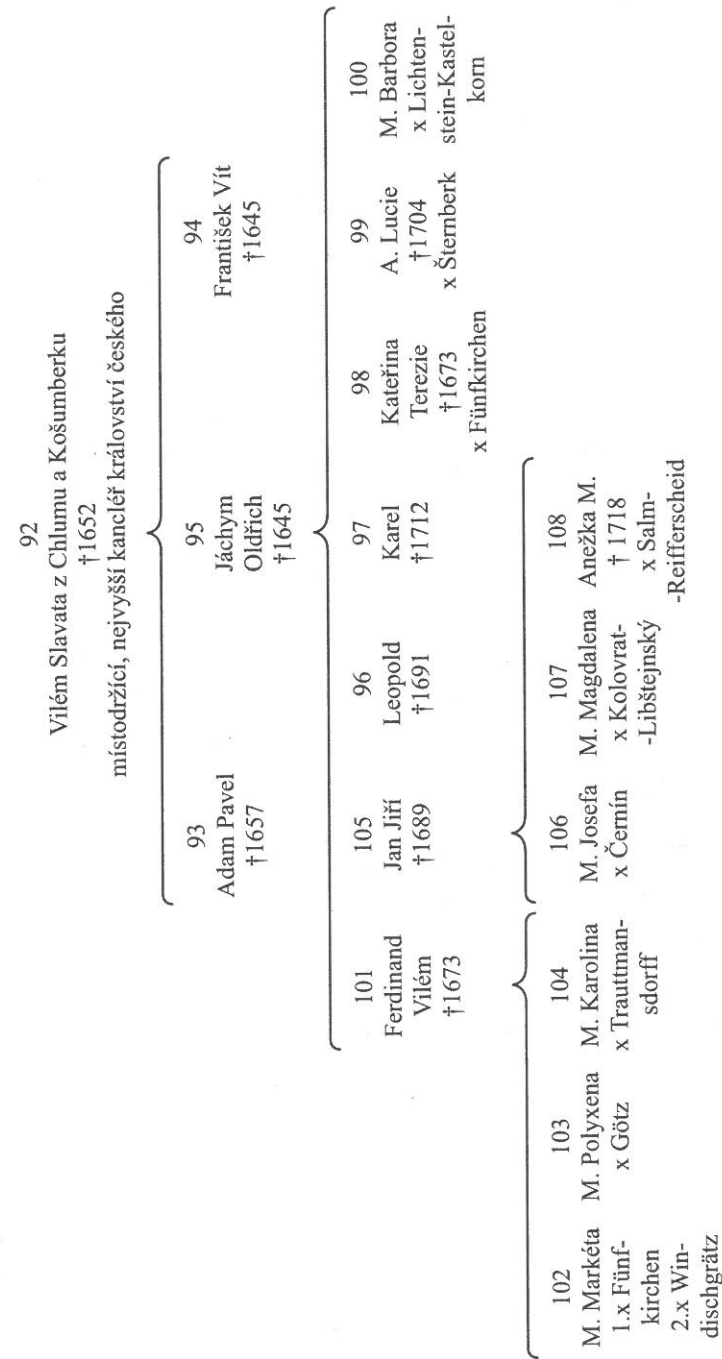 92
Vilém Slavata z Chlumu a Košumberku
†1652
místodržící, nejvyšší kancléř království českého
93
Adam Pavel
†1657
95
Jáchym
Oldřich
†1645
94
František Vít
†1645
101
Ferdinand
Vilém
†1673
105
Jan Jiří
†1689
96
Leopold
†1691
97
Karel
†1712
98
Kateřina
Terezie
†1673
x Fünfkirchen
99
A. Lucie
†1704
x Šternberk
100
M. Barbora
x Lichten-
stein-Kastel-
korn
102
M. Markéta
1.x Fünf-
kirchen
2.x Win-
dischgrätz
103
M. Polyxena
x Götz
104
M. Karolina
x Trauttman-
sdorff
106
M. Josefa
x Černín
107
M. Magdalena
x Kolovrat-
-Libštejnský
108
Anežka M.
† 1718
x Salm-
-Reifferscheid